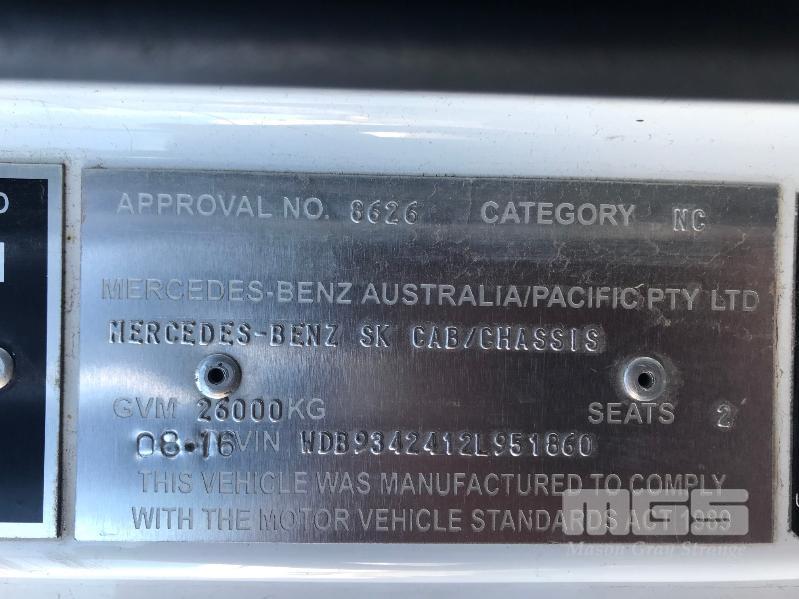 D
APPROVAL NO. 8626 CATEGORY NC
MERCEDES-BENZ AUSTRALIA/PACIFIC PTY LTD
MERCEDES-BENZ SK CAB/CHASSIS
GVM 26000KG SEATS 2
08·16 VIN WDB9342412L951860
THIS VEHICLE WAS MANUFACTURED TO COMPLY
WITH THE MOTOR VEHICLE STANDARDS ACT 1989
MGS
Mason Gray Strange